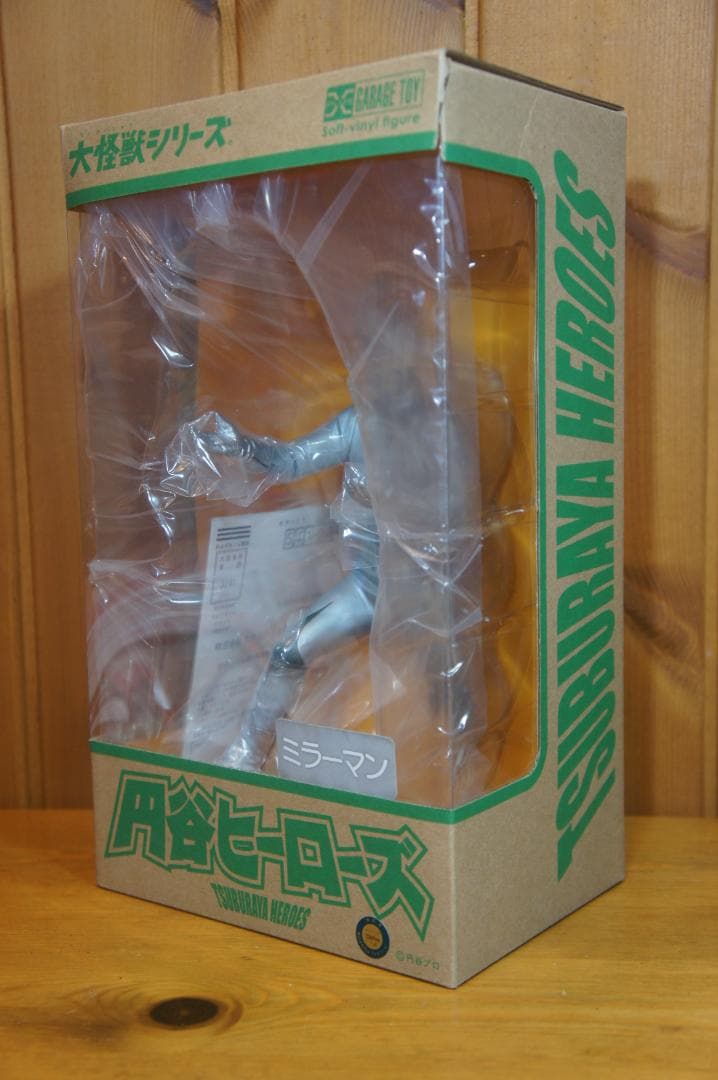 大怪獣シリーズ
GARAGE TOY
Soft-vinyl figure
TSUBURAYA HEROES
ミラーマン
円谷ヒーローズ
TSUBURAYA HEROES
©円谷プロ